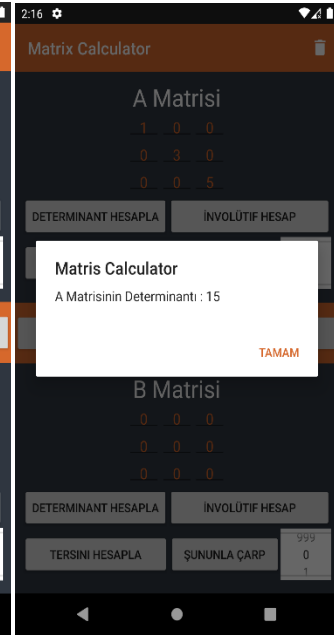 2:16
Matrix Calculator
A Matrisi
1 0 0
0 3 0
0 0 5
DETERMINANT HESAPLA
İNVOLÜTIF HESAP
Matris Calculator
A Matrisinin Determinantı : 15
TAMAM
B Matrisi
0 0 0
0 0 0
0 0 0
DETERMINANT HESAPLA
İNVOLÜTIF HESAP
TERSINI HESAPLA
ŞUNUNLA ÇARP
999
0
1